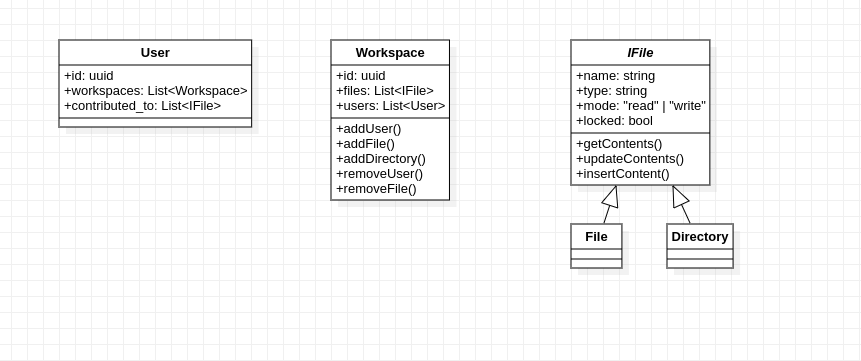 User
+id: uuid
+workspaces: List<Workspace>
+contributed_to: List<IFile>
Workspace
+id: uuid
+files: List<IFile>
+users: List<User>
+addUser()
+addFile()
+addDirectory()
+removeUser()
+removeFile()
IFile
+name: string
+type: string
+mode: "read" | "write"
+locked: bool
+getContents()
+updateContents()
+insertContent()
File
Directory